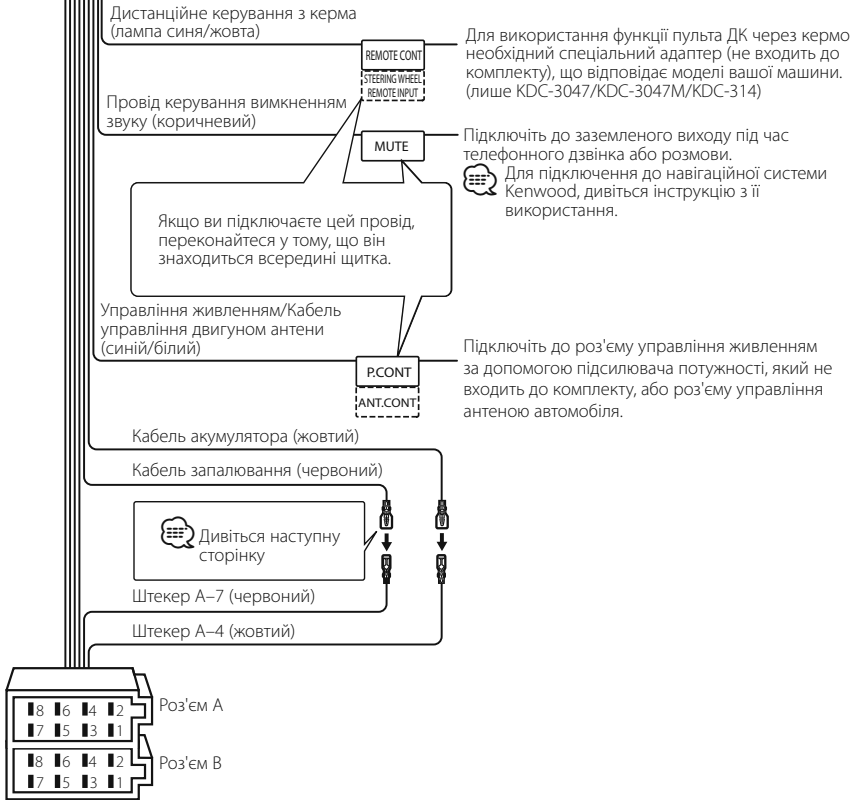 Дистанційне керування з керма
(лампа синя/жовта)
REMOTE CONT
STEERING WHEEL
REMOTE INPUT
Для використання функції пульта ДК через кермо
необхідний спеціальний адаптер (не входить до
комплекту), що відповідає моделі вашої машини.
(лише KDC-3047/KDC-3047M/KDC-314)
Провід керування вимкненням
звуку (коричневий)
MUTE
Підключіть до заземленого виходу під час
телефонного дзвінка або розмови.
Для підключення до навігаційної системи
Kenwood, дивіться інструкцію з її
використання.
Якщо ви підключаєте цей провід,
переконайтеся у тому, що він
знаходиться всередині щитка.
Управління живленням/Кабель
управління двигуном антени
(синій/білий)
P.CONT
ANT.CONT
Підключіть до роз'єму управління живленням
за допомогою підсилювача потужності, який не
входить до комплекту, або роз'єму управління
антеною автомобіля.
Кабель акумулятора (жовтий)
Кабель запалювання (червоний)
Дивіться наступну
сторінку
Штекер A–7 (червоний)
Штекер A–4 (жовтий)
Роз'єм A
8 6 4 2
7 5 3 1
Роз'єм B
8 6 4 2
7 5 3 1